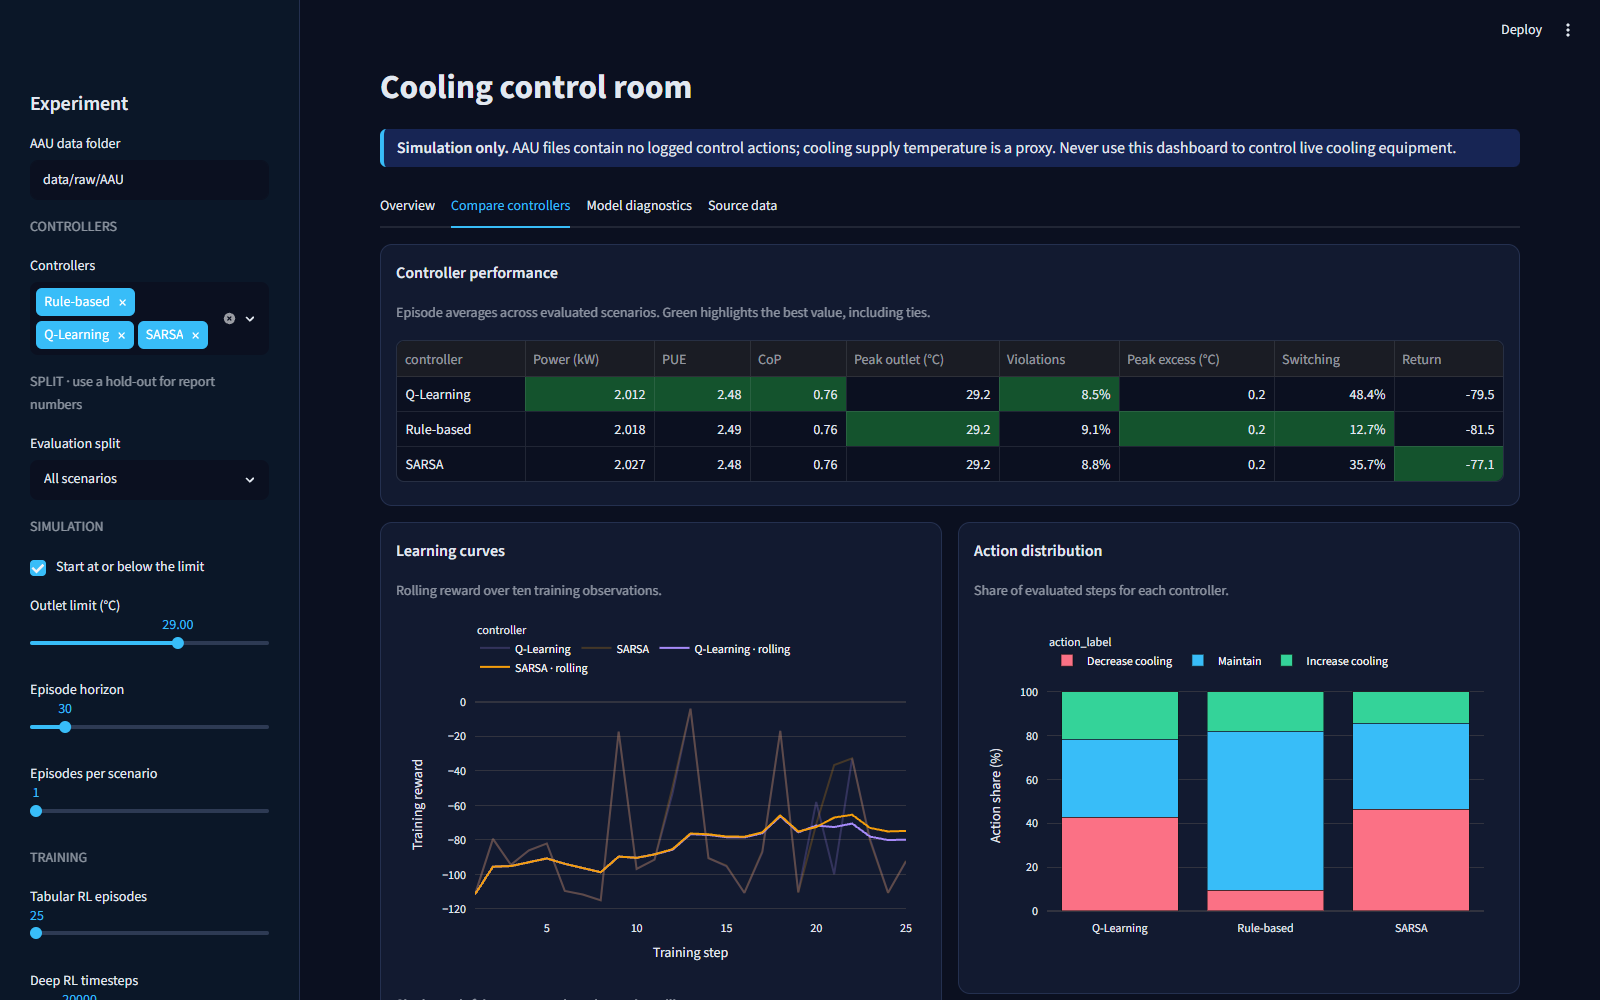 Deploy
Experiment
AAU data folder
data/raw/AAU
CONTROLLERS
Controllers
Rule-based ×
Q-Learning × SARSA ×
SPLIT · use a hold-out for report
numbers
Evaluation split
All scenarios
SIMULATION
Start at or below the limit
Outlet limit (°C)
29.00
Episode horizon
30
Episodes per scenario
1
TRAINING
Tabular RL episodes
25
Deep RL timesteps
20000
Cooling control room
Simulation only. AAU files contain no logged control actions; cooling supply temperature is a proxy. Never use this dashboard to control live cooling equipment.
Overview Compare controllers Model diagnostics Source data
Controller performance
Episode averages across evaluated scenarios. Green highlights the best value, including ties.
controller Power (kW) PUE CoP Peak outlet (°C) Violations Peak excess (°C) Switching Return
Q-Learning 2.012 2.48 0.76 29.2 8.5% 0.2 48.4% -79.5
Rule-based 2.018 2.49 0.76 29.2 9.1% 0.2 12.7% -81.5
SARSA 2.027 2.48 0.76 29.2 8.8% 0.2 35.7% -77.1
Learning curves
Rolling reward over ten training observations.
controller
Q-Learning SARSA Q-Learning · rolling
SARSA · rolling
Training reward
0
−20
−40
−60
−80
−100
−120
5 10 15 20 25
Training step
Action distribution
Share of evaluated steps for each controller.
action_label
Decrease cooling Maintain Increase cooling
Action share (%)
100
80
60
40
20
0
Q-Learning Rule-based SARSA